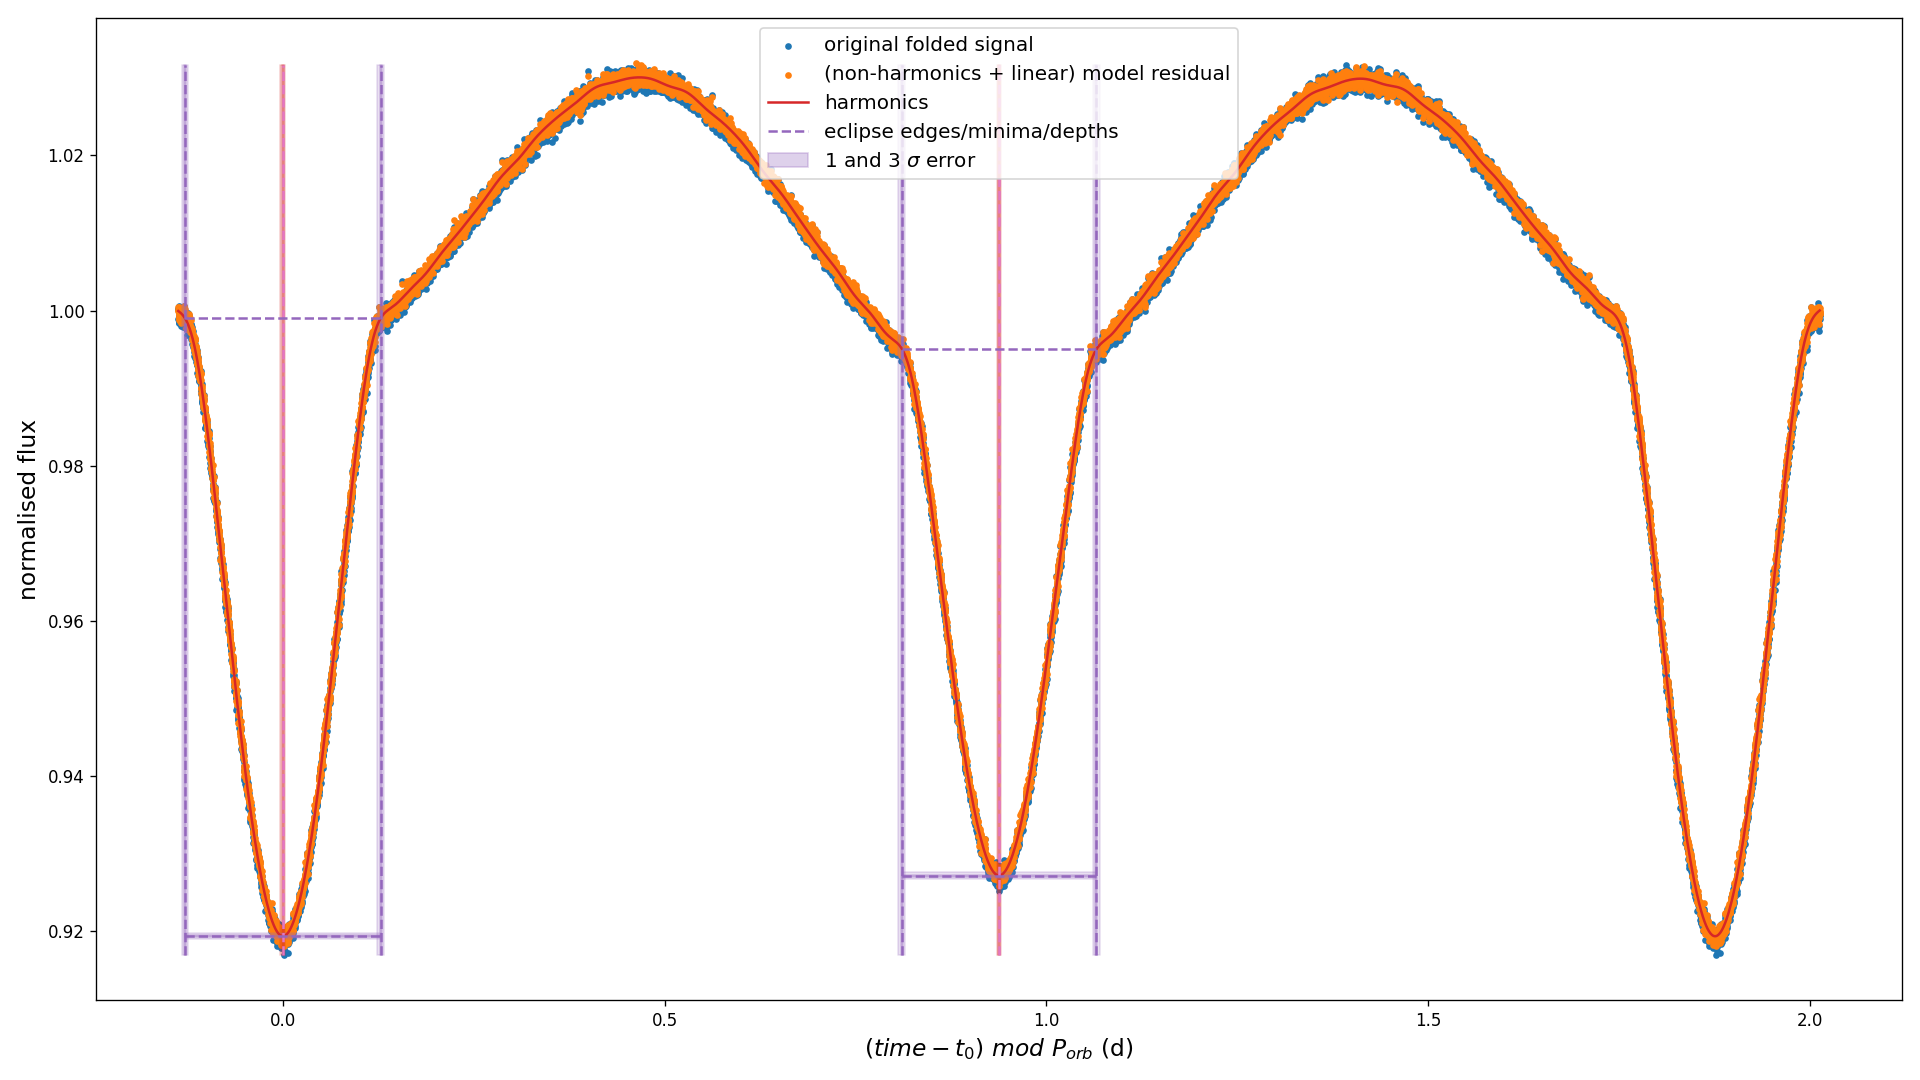 original folded signal
(non-harmonics + linear) model residual
harmonics
eclipse edges/minima/depths
1 and 3 σ error
normalised flux
1.02
1.00
0.98
0.96
0.94
0.92
0.0 0.5 1.0 1.5 2.0
(time − t₀) mod Pₒᵣb (d)